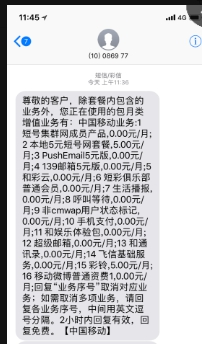 11:45
4G
7
(10) 0869 77
短信/彩信
今天 上午11:36
尊敬的客户，除套餐内包含的
业务外，您正在使用的包月类
增值业务有：中国移动业务:1
短号集群网成员产品,0.00元/月;
2 本地5元短号网套餐,5.00元/
月;3 PushEmail5元版,0.00元/
月;4 139邮箱5元版,0.00元/月;5
和彩云,0.00元/月;6 短彩俱乐部
普通会员,0.00元/月;7 生活播报,
0.00元/月;8 呼叫等待,0.00元/
月;9 非cmwap用户状态标记,
0.00元/月;10 手机支付,0.00元/
月;11 和娱乐体验包,0.00元/月;
12 超级邮箱,0.00元/月;13 和通
讯录,0.00元/月;14 飞信基础服
务,0.00元/月;15 彩铃,5.00元/月;
16 移动微博普通资费1,0.00元/
月;回复“业务序号”取消对应业
务；如需取消多项业务，请回
复各业务序号，中间用英文逗
号分隔。2小时内回复有效，回
复免费。【中国移动】